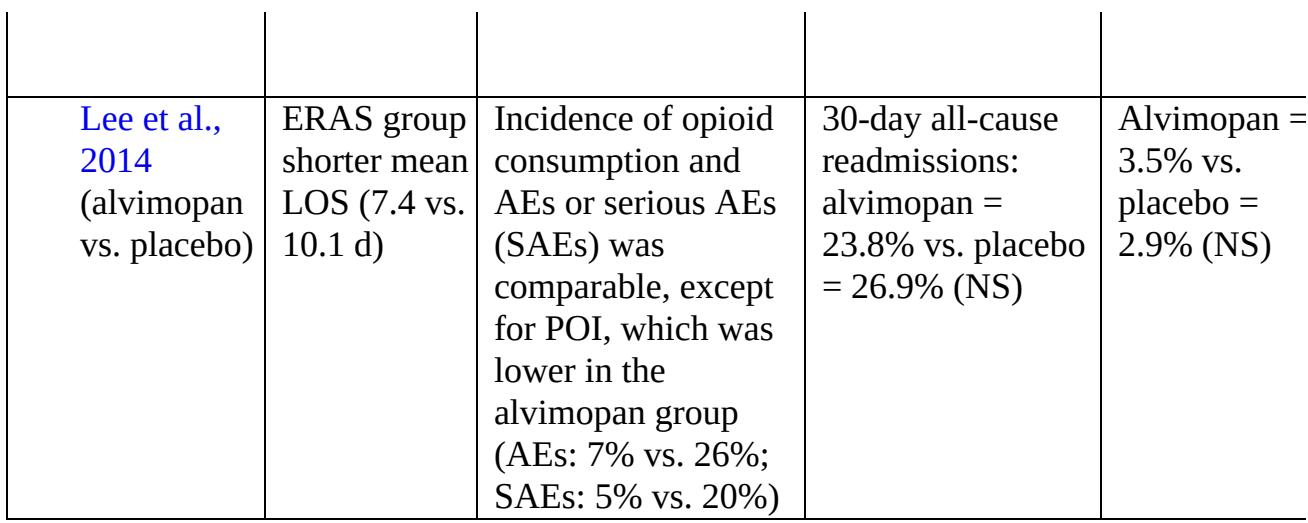 Lee et al.,
2014
(alvimopan
vs. placebo)
ERAS group
shorter mean
LOS (7.4 vs.
10.1 d)
Incidence of opioid
consumption and
AEs or serious AEs
(SAEs) was
comparable, except
for POI, which was
lower in the
alvimopan group
(AEs: 7% vs. 26%;
SAEs: 5% vs. 20%)
30-day all-cause
readmissions:
alvimopan =
23.8% vs. placebo
= 26.9% (NS)
Alvimopan =
3.5% vs.
placebo =
2.9% (NS)